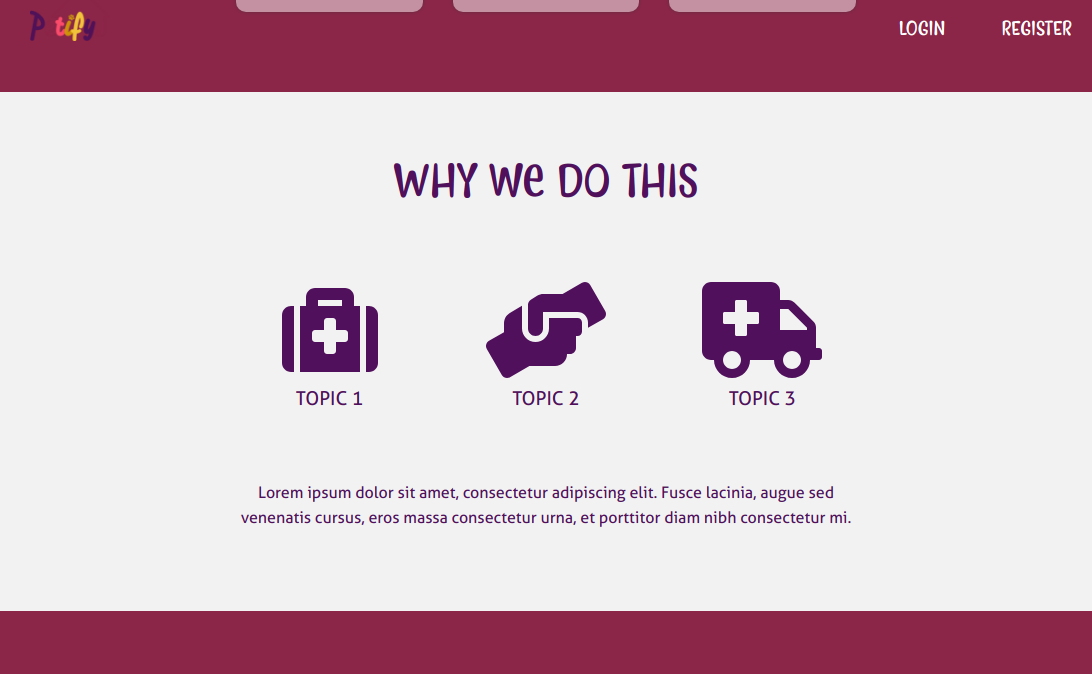 P tify
LOGIN
REGISTER
WHY We DO THIS
TOPIC 1
TOPIC 2
TOPIC 3
Lorem ipsum dolor sit amet, consectetur adipiscing elit. Fusce lacinia, augue sed
venenatis cursus, eros massa consectetur urna, et porttitor diam nibh consectetur mi.